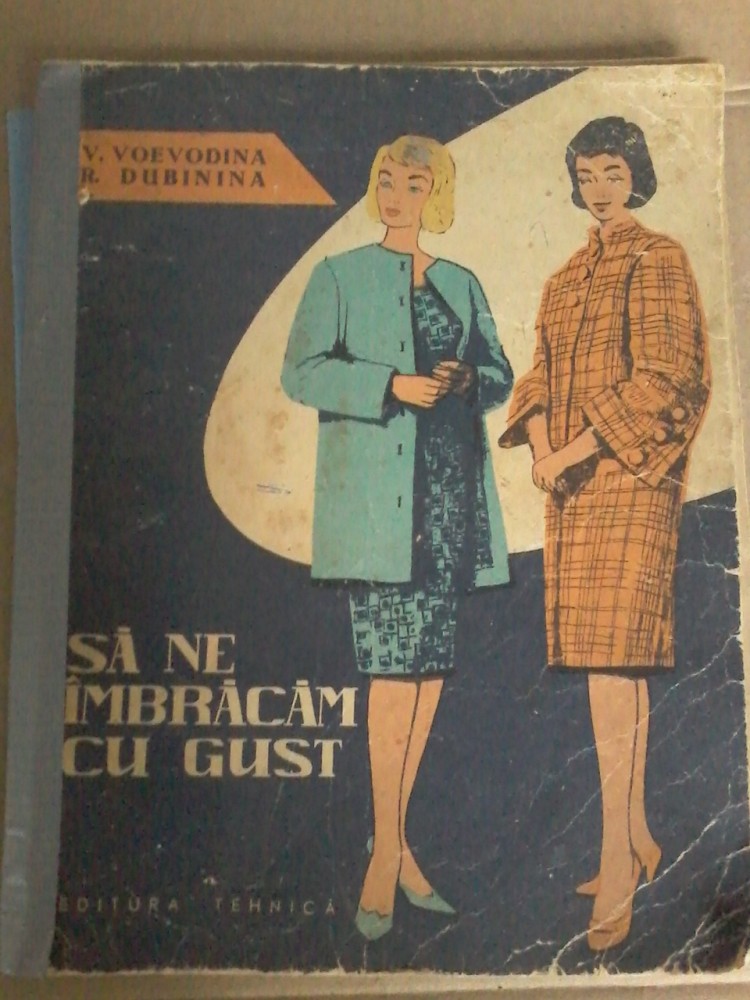 V. VOEVODINA
R. DUBININA
SĂ NE
ÎMBRĂCĂM
CU GUST
EDITURA TEHNICĂ